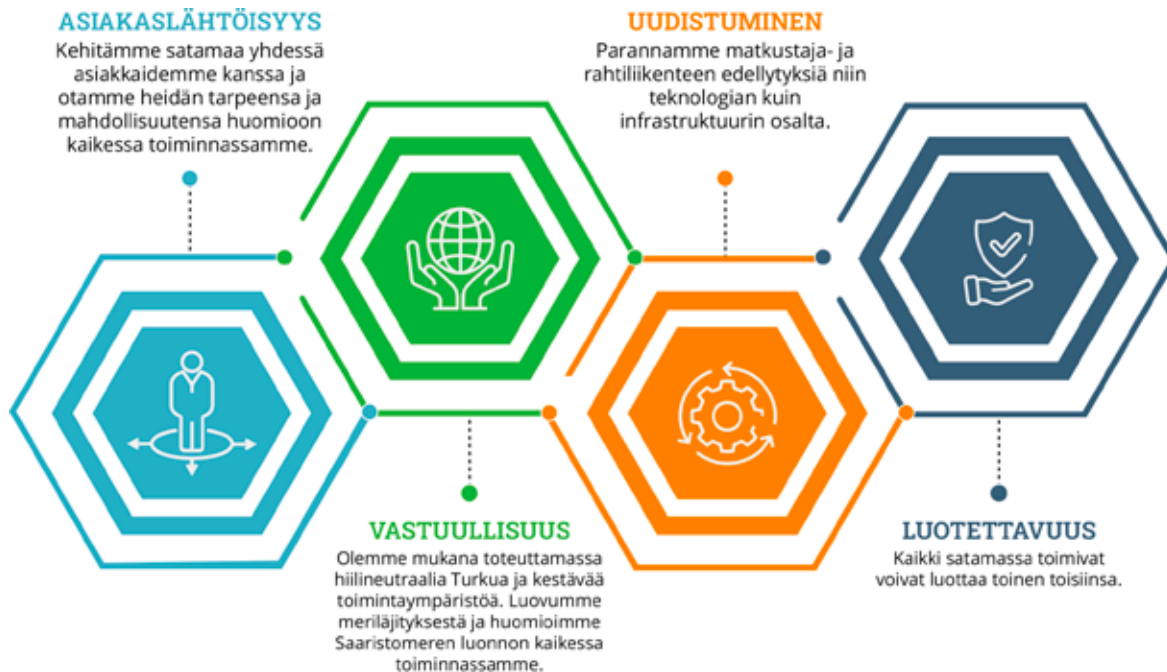 ASIAKASLÄHTÖISYYS
Kehitämme satamaa yhdessä
asiakkaidemme kanssa ja
otamme heidän tarpeensa ja
mahdollisuutensa huomioon
kaikessa toiminnassamme.
VASTUULLISUUS
Olemme mukana toteuttamassa
hiilineutraalia Turkua ja kestävää
toimintaympäristöä. Luovumme
meriläjityksestä ja huomioimme
Saaristomeren luonnon kaikessa
toiminnassamme.
UUDISTUMINEN
Parannamme matkustaja- ja
rahtiliikenteen edellytyksiä niin
teknologian kuin
infrastruktuurin osalta.
LUOTETTAVUUS
Kaikki satamassa toimivat
voivat luottaa toinen toisiinsa.